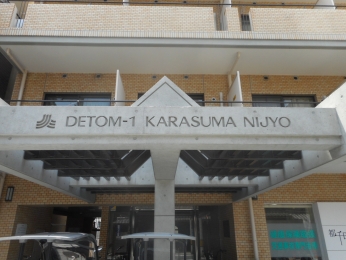 DETOM-1 KARASUMA NIJYO